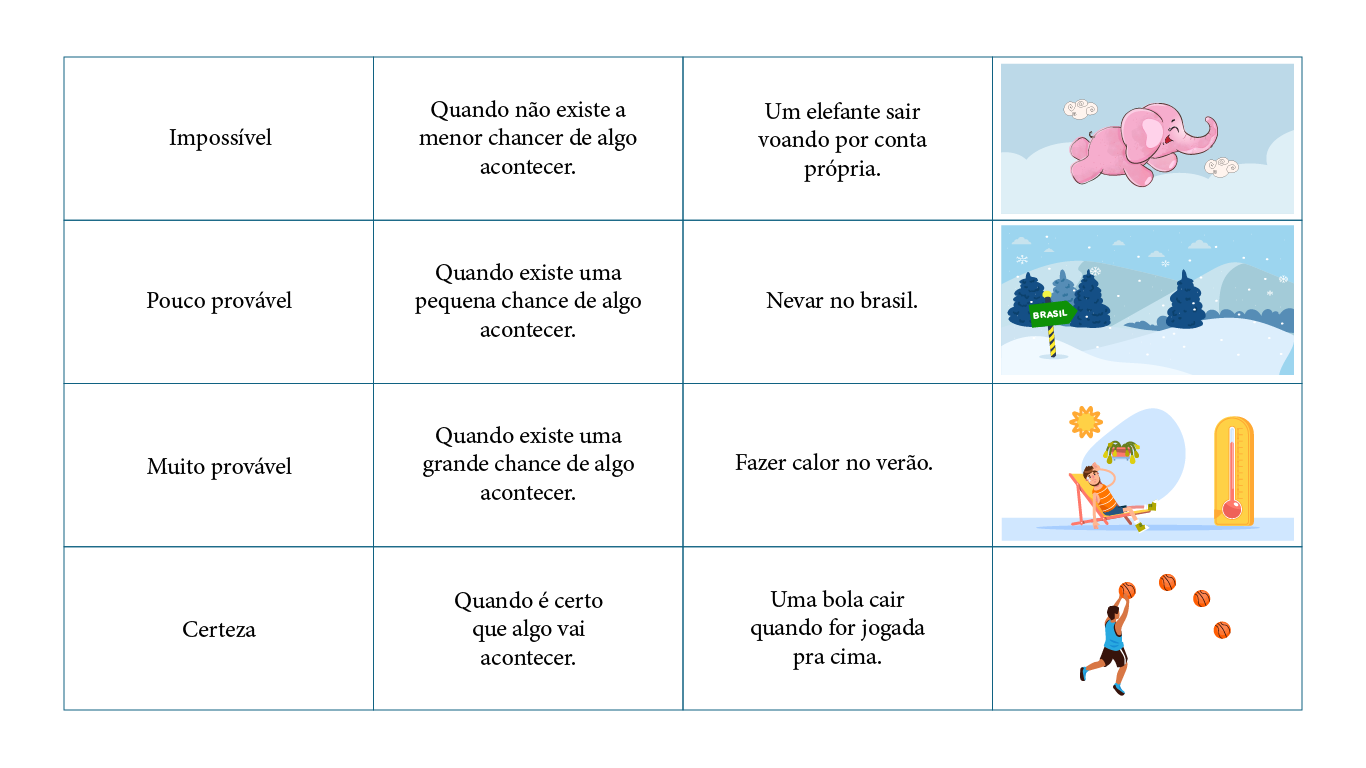 Impossível
Quando não existe a
menor chancer de algo
acontecer.
Um elefante sair
voando por conta
própria.
Pouco provável
Quando existe uma
pequena chance de algo
acontecer.
Nevar no brasil.
BRASIL
Muito provável
Quando existe uma
grande chance de algo
acontecer.
Fazer calor no verão.
Certeza
Quando é certo
que algo vai
acontecer.
Uma bola cair
quando for jogada
pra cima.